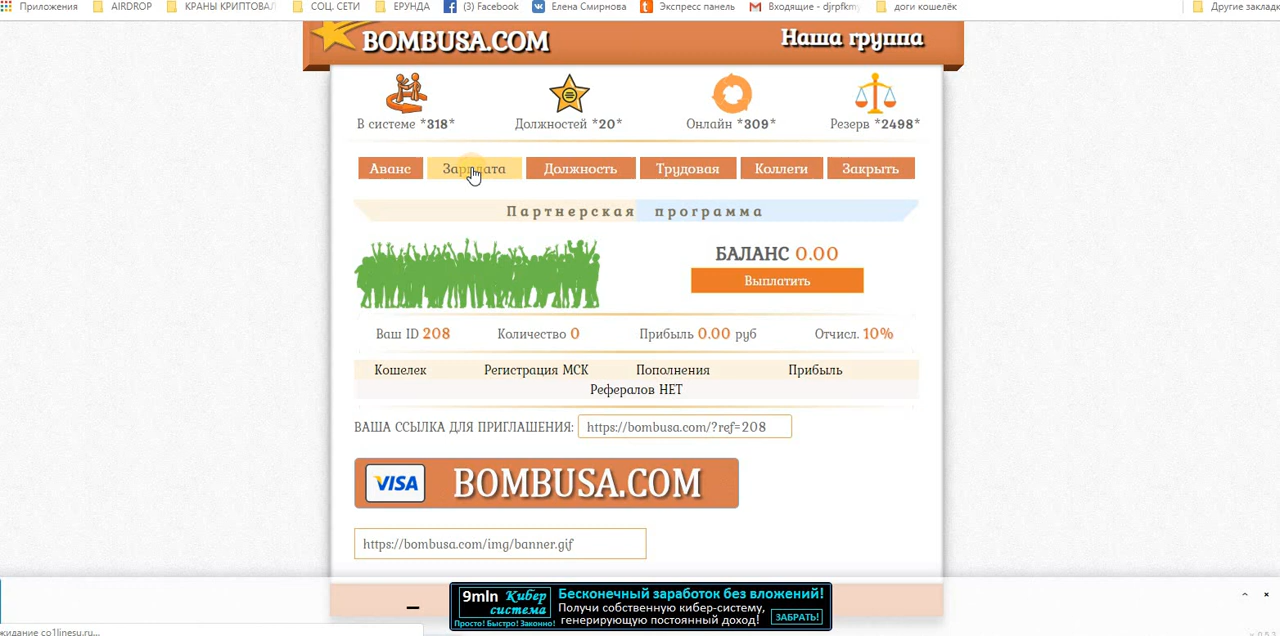 Приложения AIRDROP КРАНЫ КРИПТОВА СОЦ. СЕТИ ЕРУНДА (3) Facebook Елена Смирнова Экспресс панель Входящие - djrpfkm доги кошелёк Другие заклад
BOMBUSA.COM Наша группа
В системе *318* Должностей *20* Онлайн *309* Резерв *2498*
Аванс Зарплата Должность Трудовая Коллеги Закрыть
Партнерская программа
БАЛАНС 0.00
Выплатить
Ваш ID 208 Количество 0 Прибыль 0.00 руб Отчисл. 10%
Кошелек Регистрация МСК Пополнения Прибыль
Рефералов НЕТ
ВАША ССЫЛКА ДЛЯ ПРИГЛАШЕНИЯ: https://bombusa.com/?ref=208
VISA BOMBUSA.COM
https://bombusa.com/img/banner.gif
9mln Кибер система
Просто! Быстро! Законно!
Бесконечный заработок без вложений!
Получи собственную кибер-систему,
генерирующую постоянный доход! ЗАБРАТЬ!
жидание co1linesu.ru...